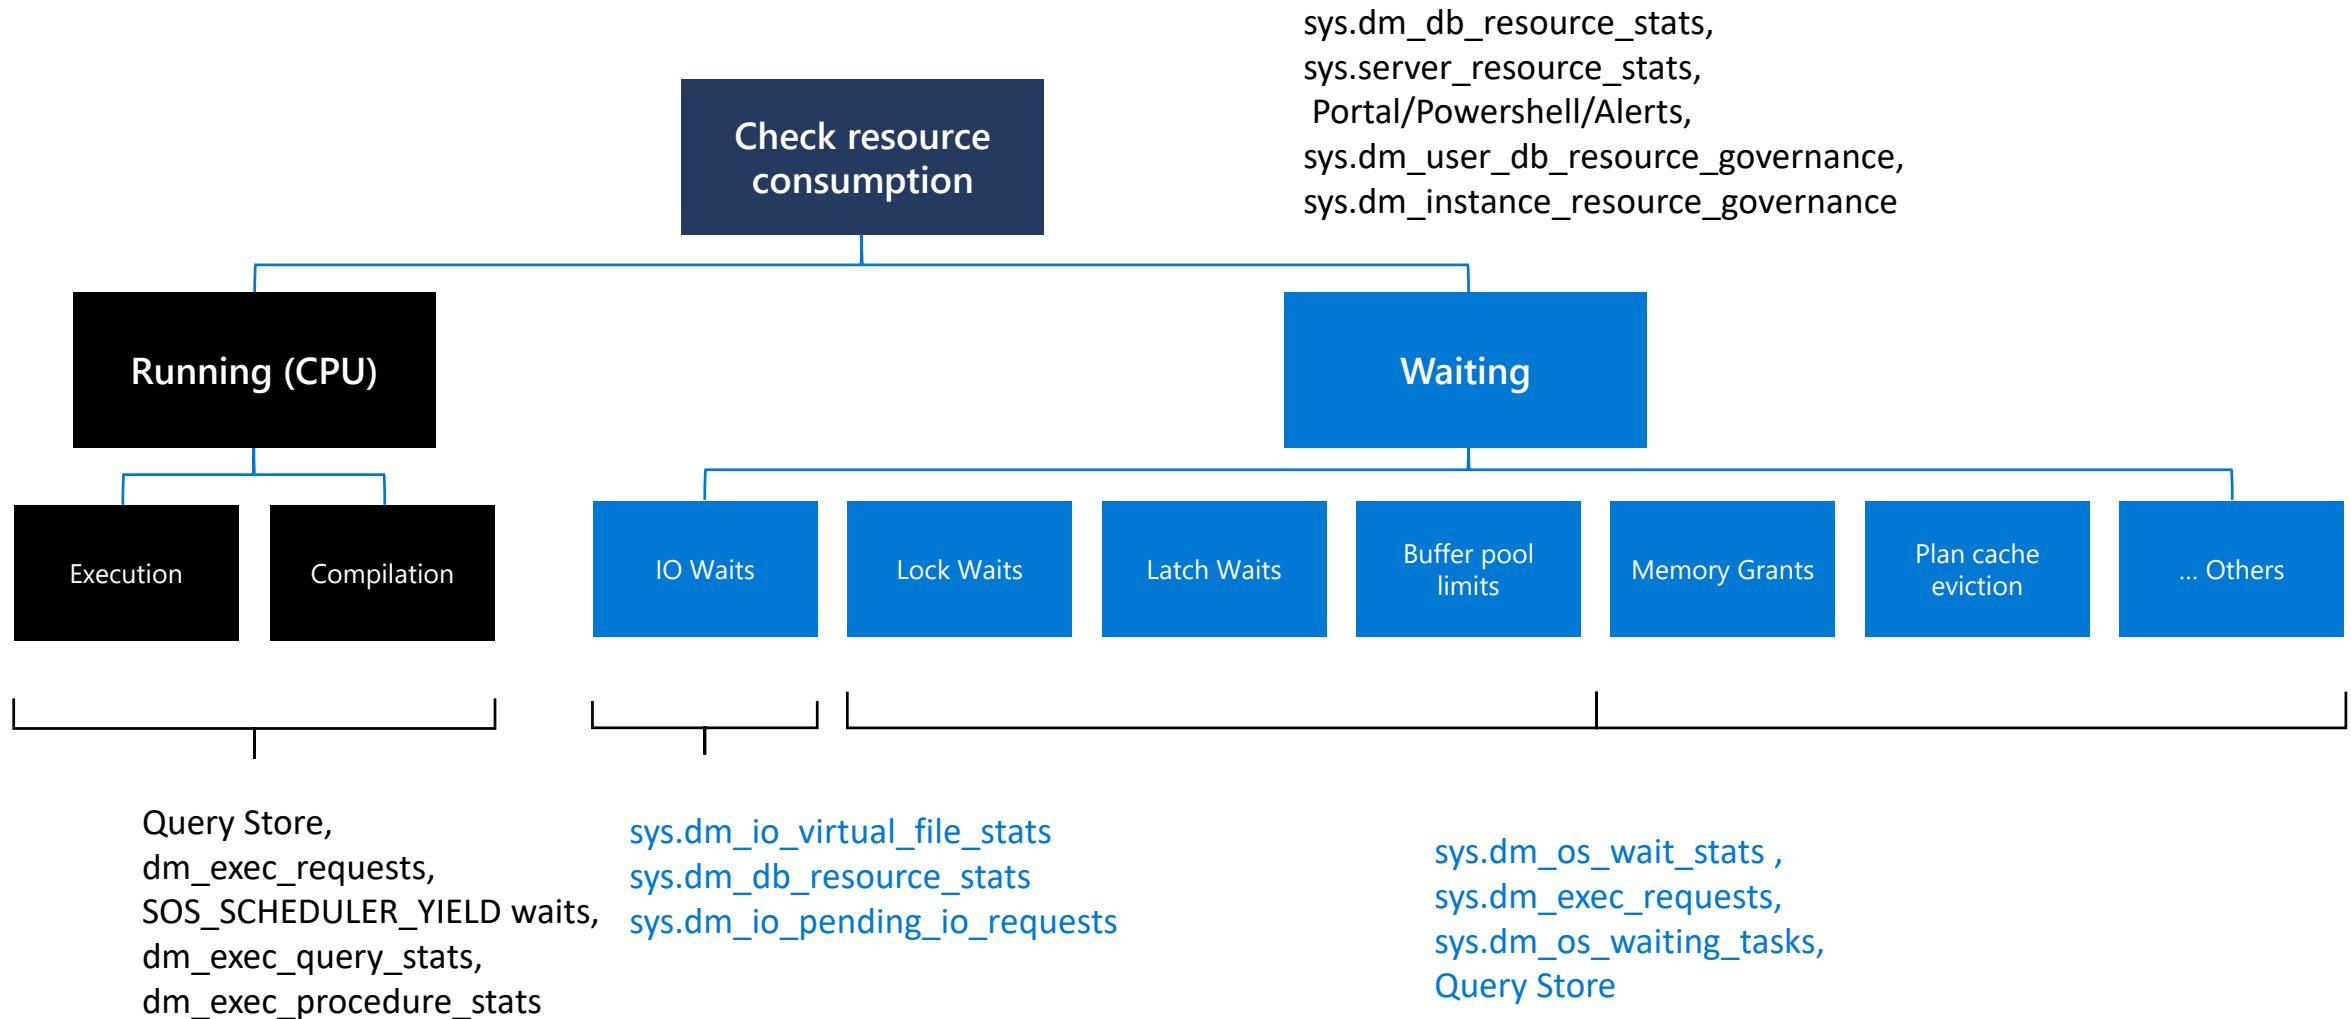 sys.dm_db_resource_stats,
sys.server_resource_stats,
Portal/Powershell/Alerts,
sys.dm_user_db_resource_governance,
sys.dm_instance_resource_governance
Check resource
consumption
Running (CPU)
Waiting
Execution
Compilation
IO Waits
Lock Waits
Latch Waits
Buffer pool
limits
Memory Grants
Plan cache
eviction
... Others
Query Store,
dm_exec_requests,
SOS_SCHEDULER_YIELD waits,
dm_exec_query_stats,
dm_exec_procedure_stats
sys.dm_io_virtual_file_stats
sys.dm_db_resource_stats
sys.dm_io_pending_io_requests
sys.dm_os_wait_stats ,
sys.dm_exec_requests,
sys.dm_os_waiting_tasks,
Query Store